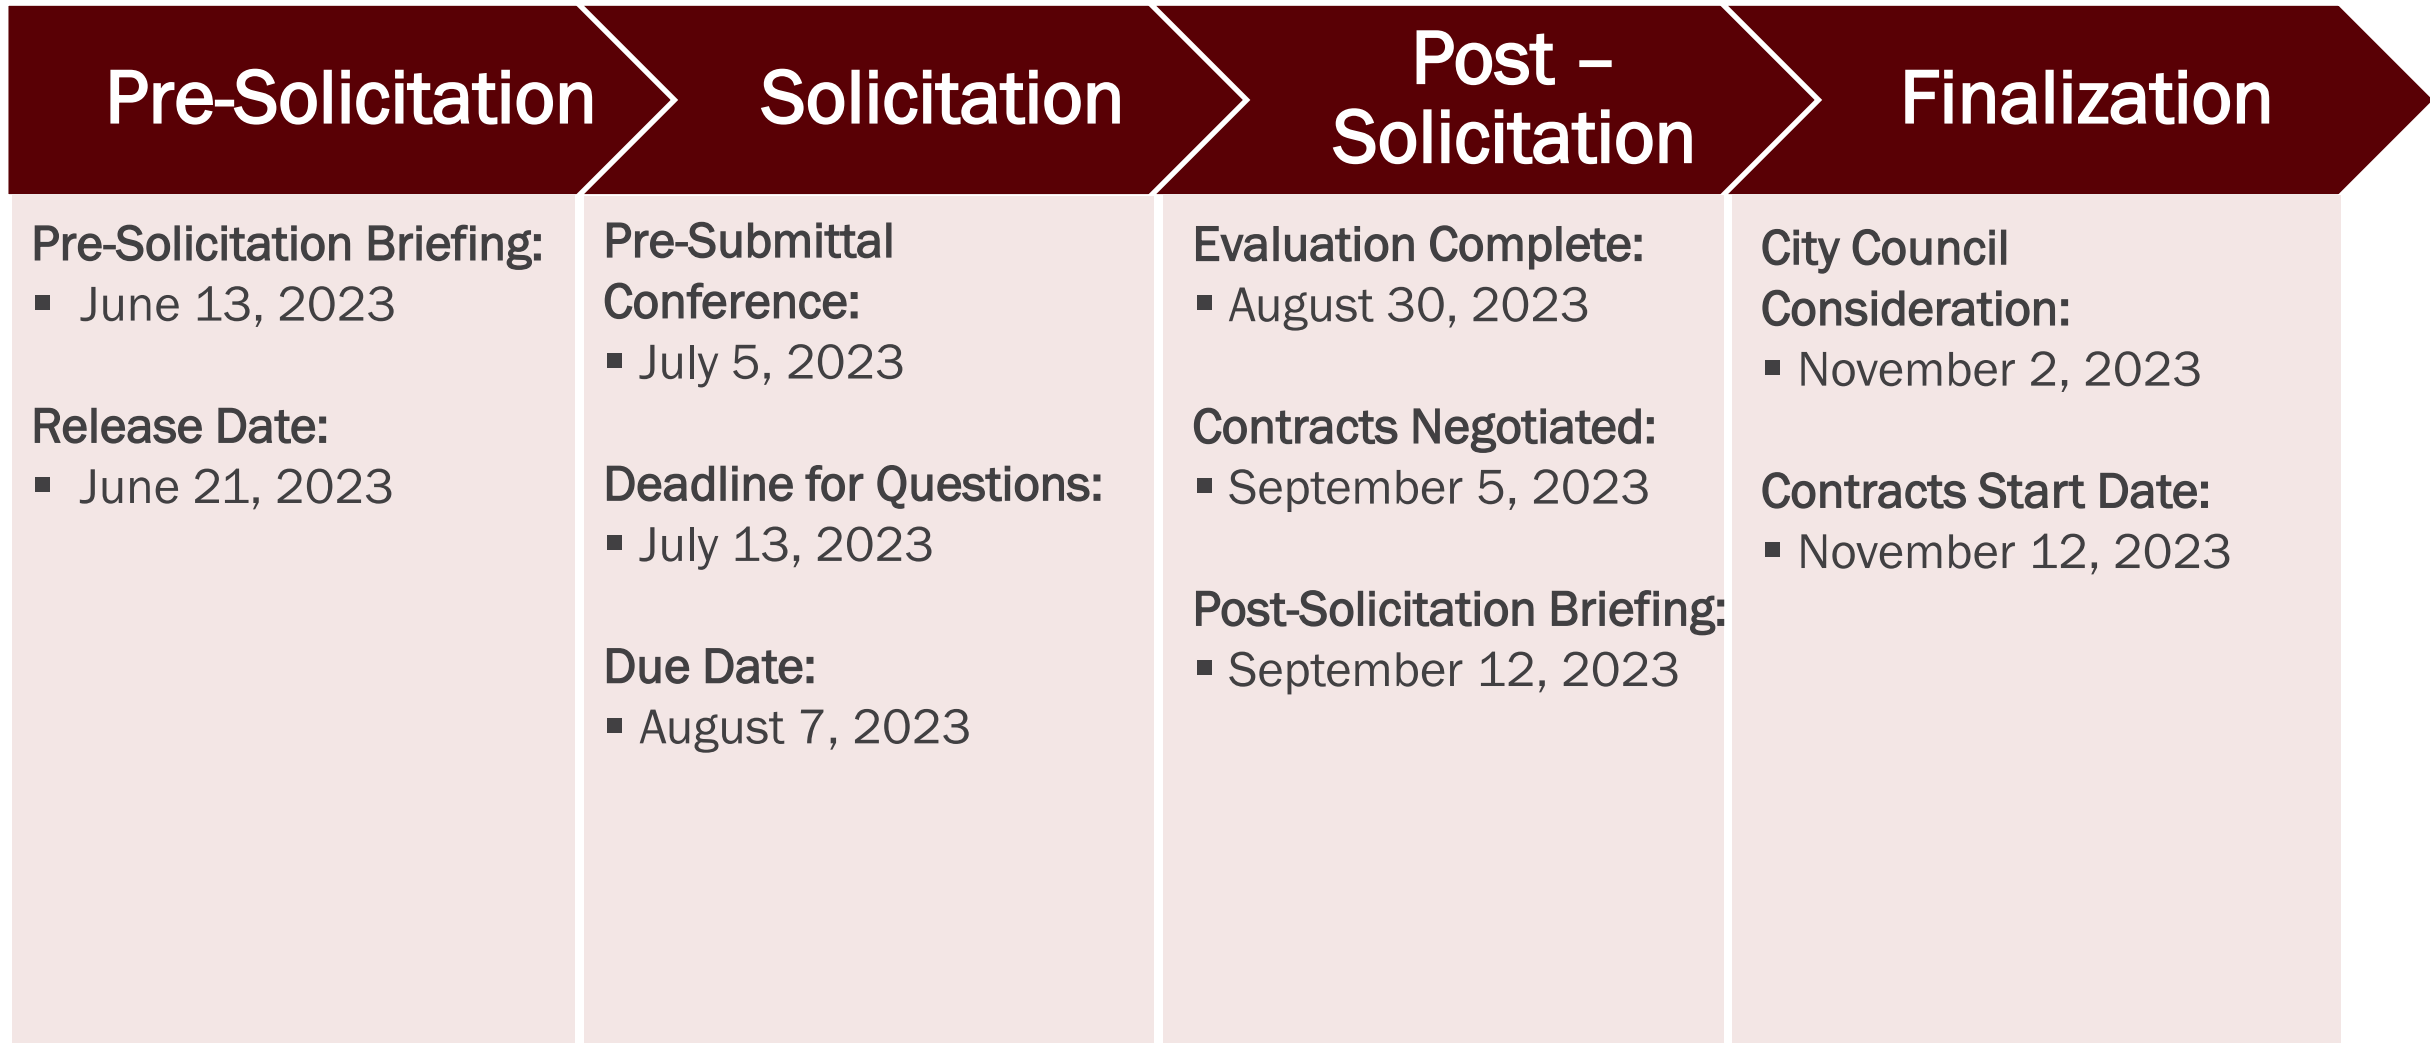 Pre-Solicitation
Solicitation
Post –
Solicitation
Finalization
Pre-Solicitation Briefing:
▪ June 13, 2023
Release Date:
▪ June 21, 2023
Pre-Submittal
Conference:
▪ July 5, 2023
Deadline for Questions:
▪ July 13, 2023
Due Date:
▪ August 7, 2023
Evaluation Complete:
▪ August 30, 2023
Contracts Negotiated:
▪ September 5, 2023
Post-Solicitation Briefing:
▪ September 12, 2023
City Council
Consideration:
▪ November 2, 2023
Contracts Start Date:
▪ November 12, 2023